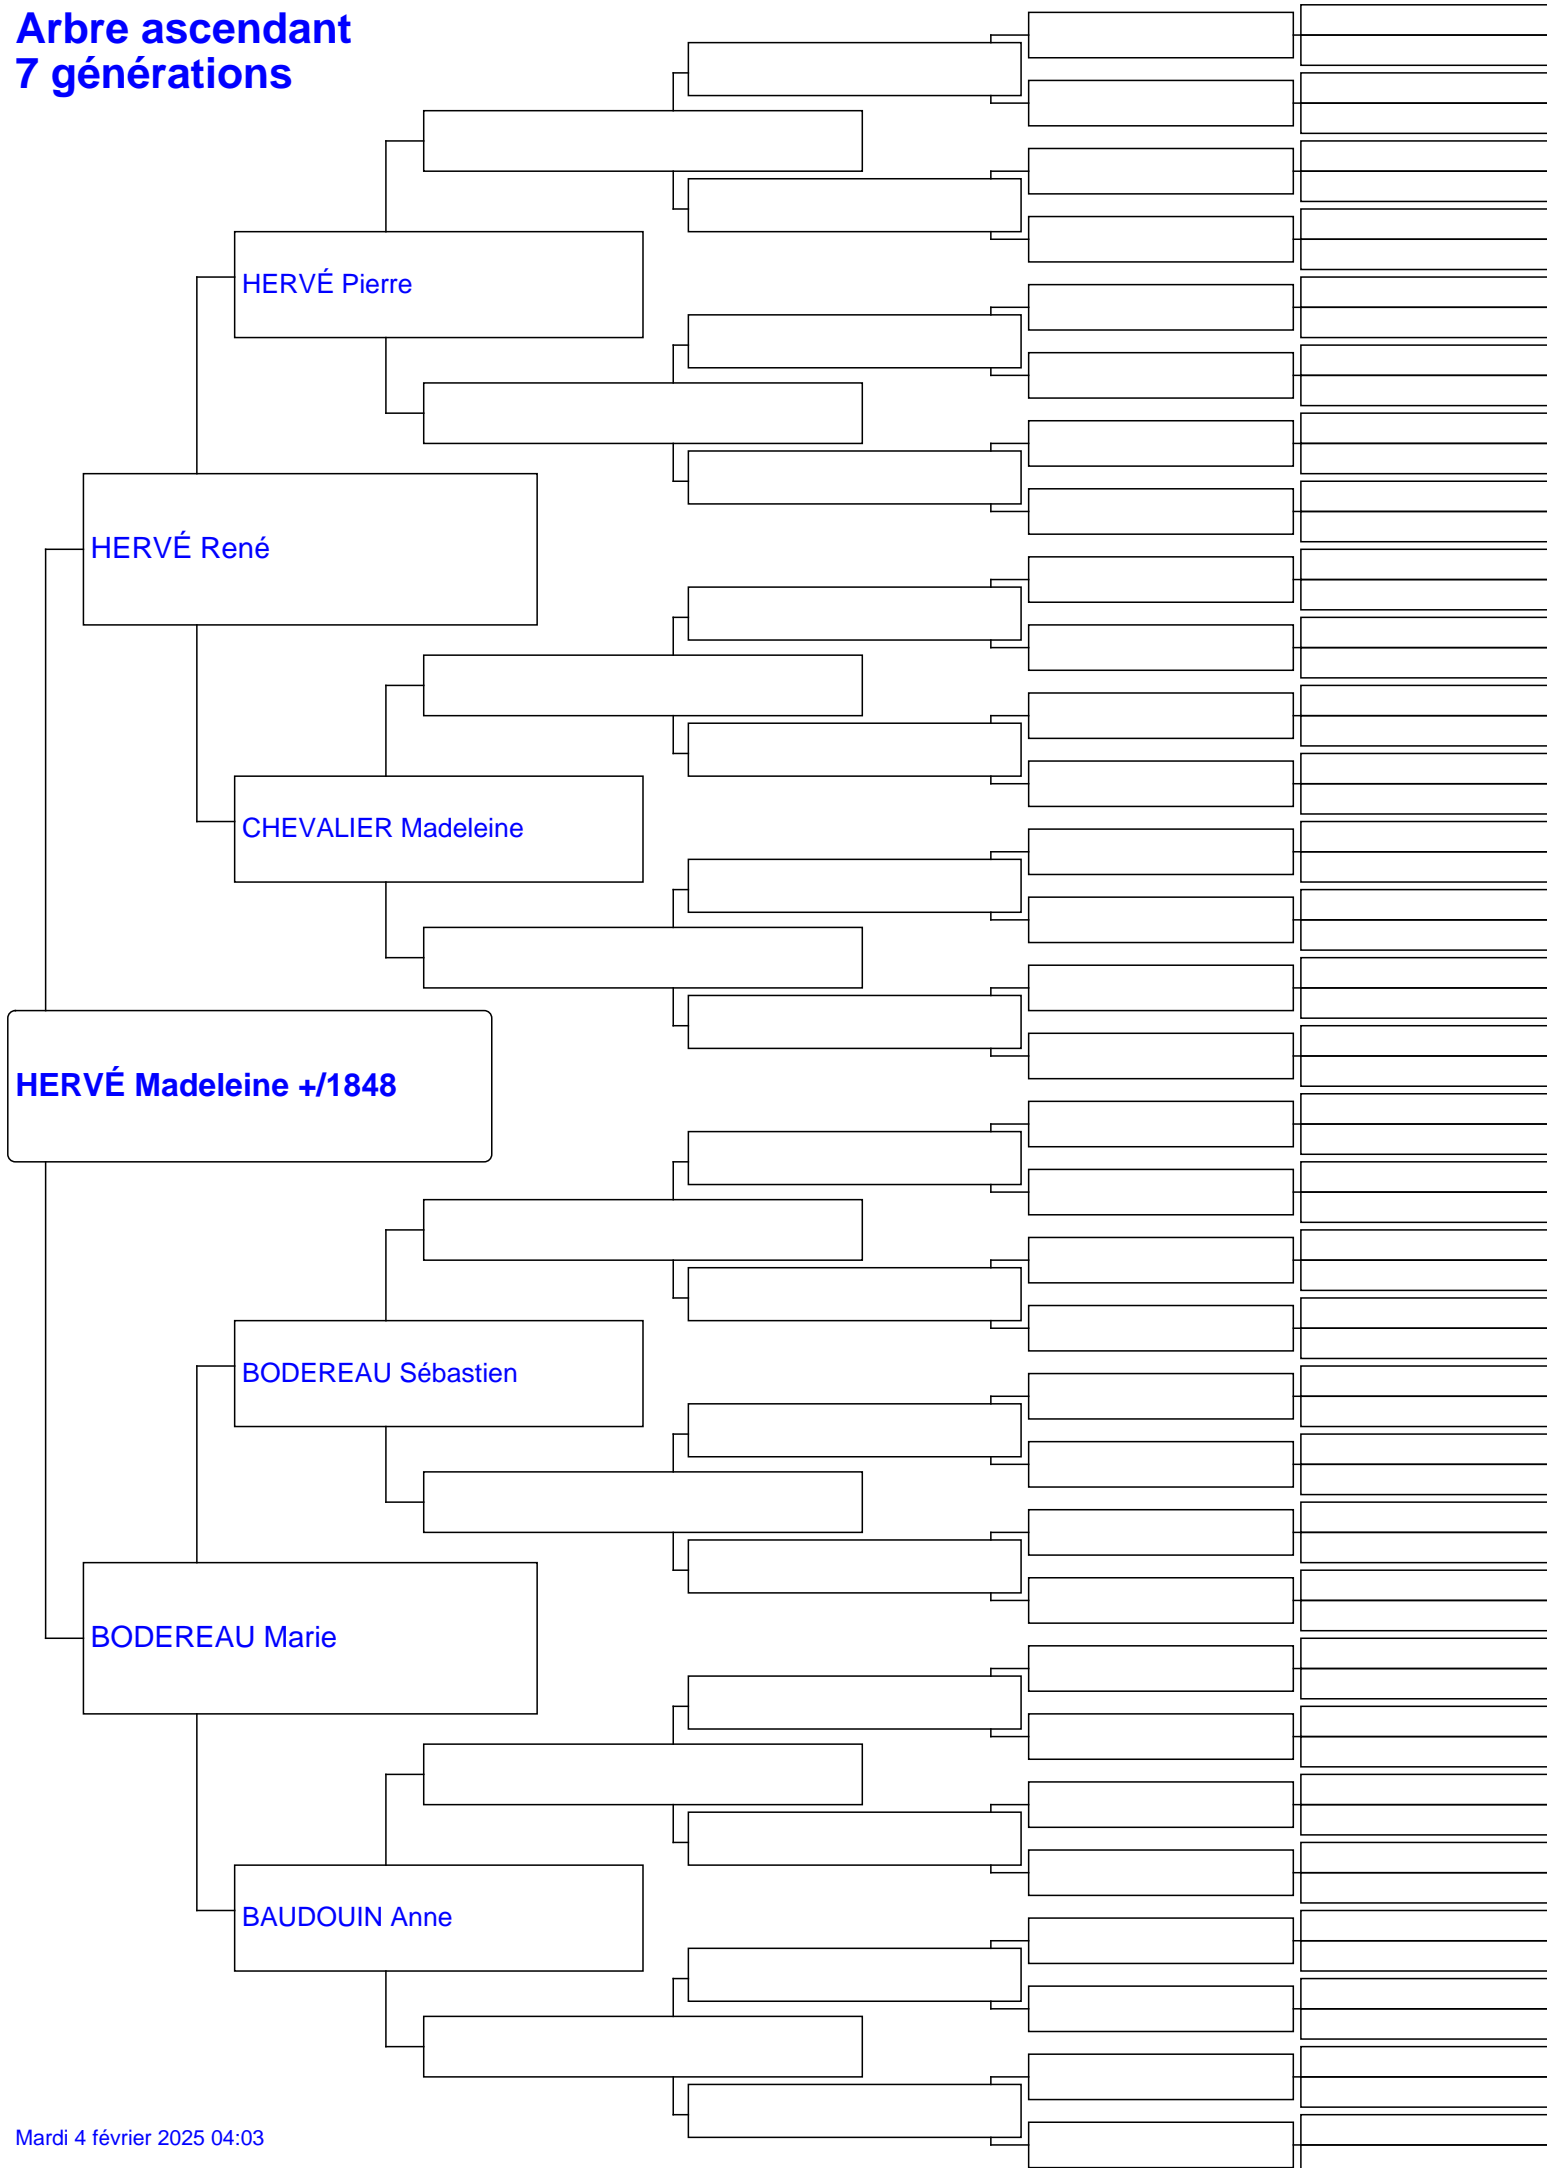 Arbre ascendant
7 générations
HERVÉ Pierre
HERVÉ René
CHEVALIER Madeleine
HERVÉ Madeleine +/1848
BODEREAU Sébastien
BODEREAU Marie
BAUDOUIN Anne
Mardi 4 février 2025 04:03